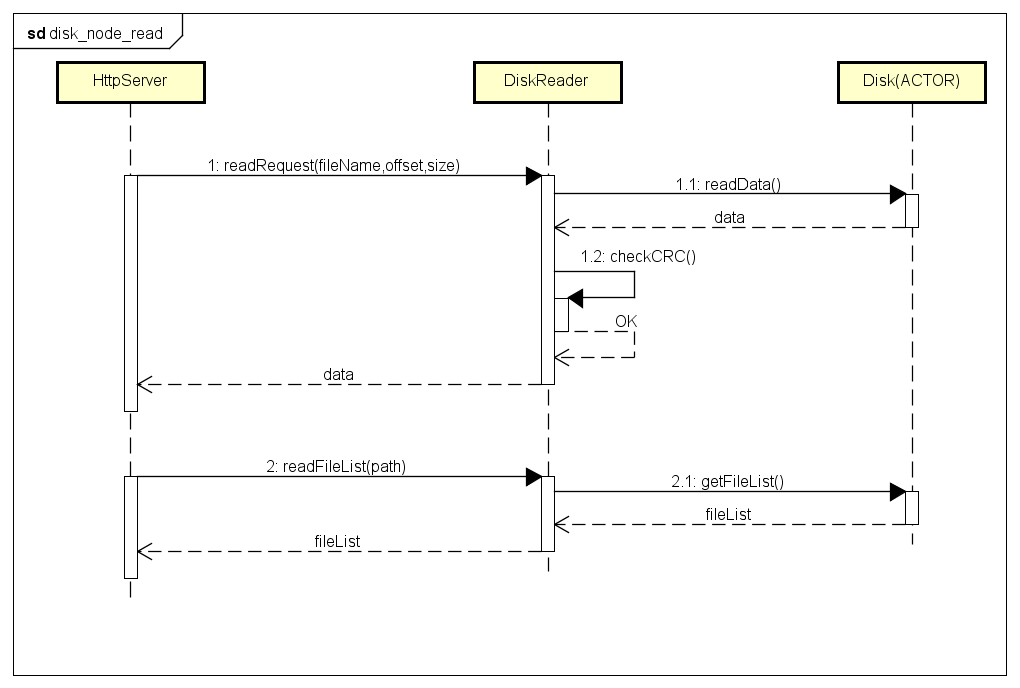 sd disk_node_read
HttpServer
DiskReader
Disk(ACTOR)
1: readRequest(fileName,offset,size)
1.1: readData()
data
1.2: checkCRC()
OK
data
2: readFileList(path)
2.1: getFileList()
fileList
fileList